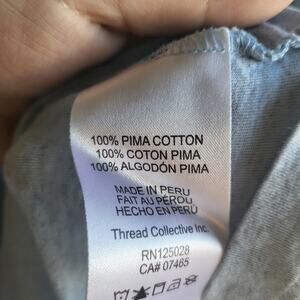 100% PIMA COTTON
100% COTON PIMA
100% ALGODÓN PIMA
MADE IN PERU
FAIT AU PÉROU
HECHO EN PERÚ
Thread Collective Inc.
RN125028
CA# 07465